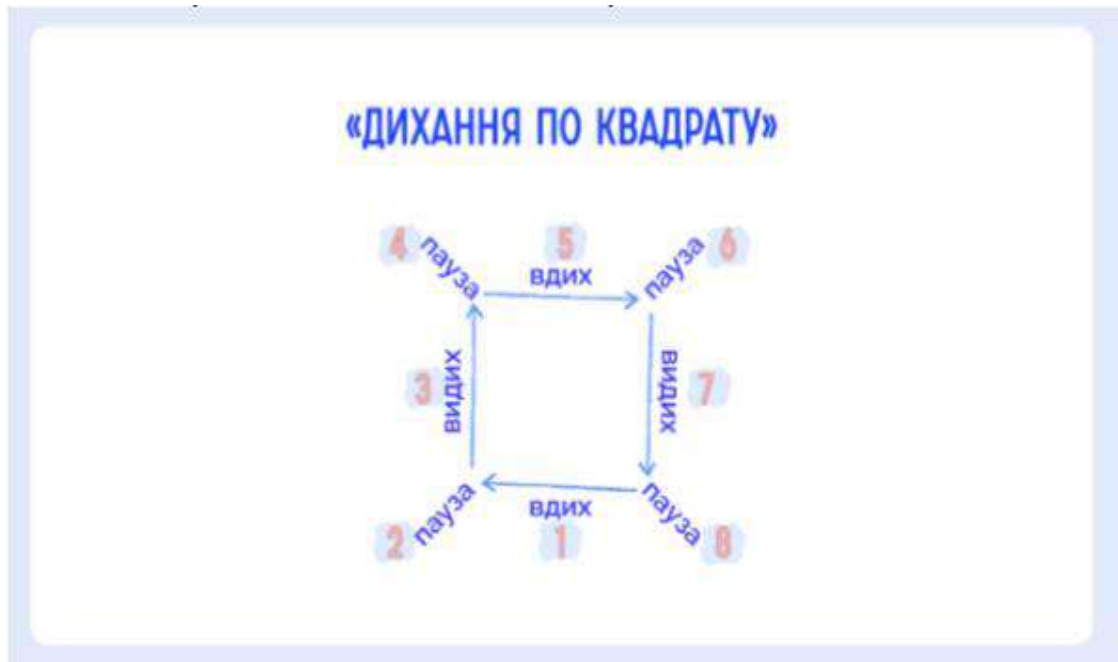 «ДИХАННЯ ПО КВАДРАТУ»
4 пауза
5
вдих
пауза 6
3 видих
видих 7
2 пауза
вдих
1
пауза 8